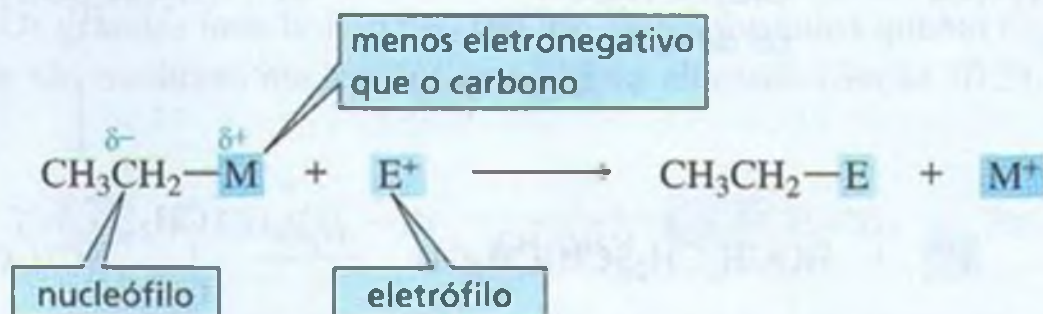 menos eletronegativo
que o carbono
δ− δ+
CH₃CH₂—M + E⁺ ⟶ CH₃CH₂—E + M⁺
nucleófilo eletrófilo